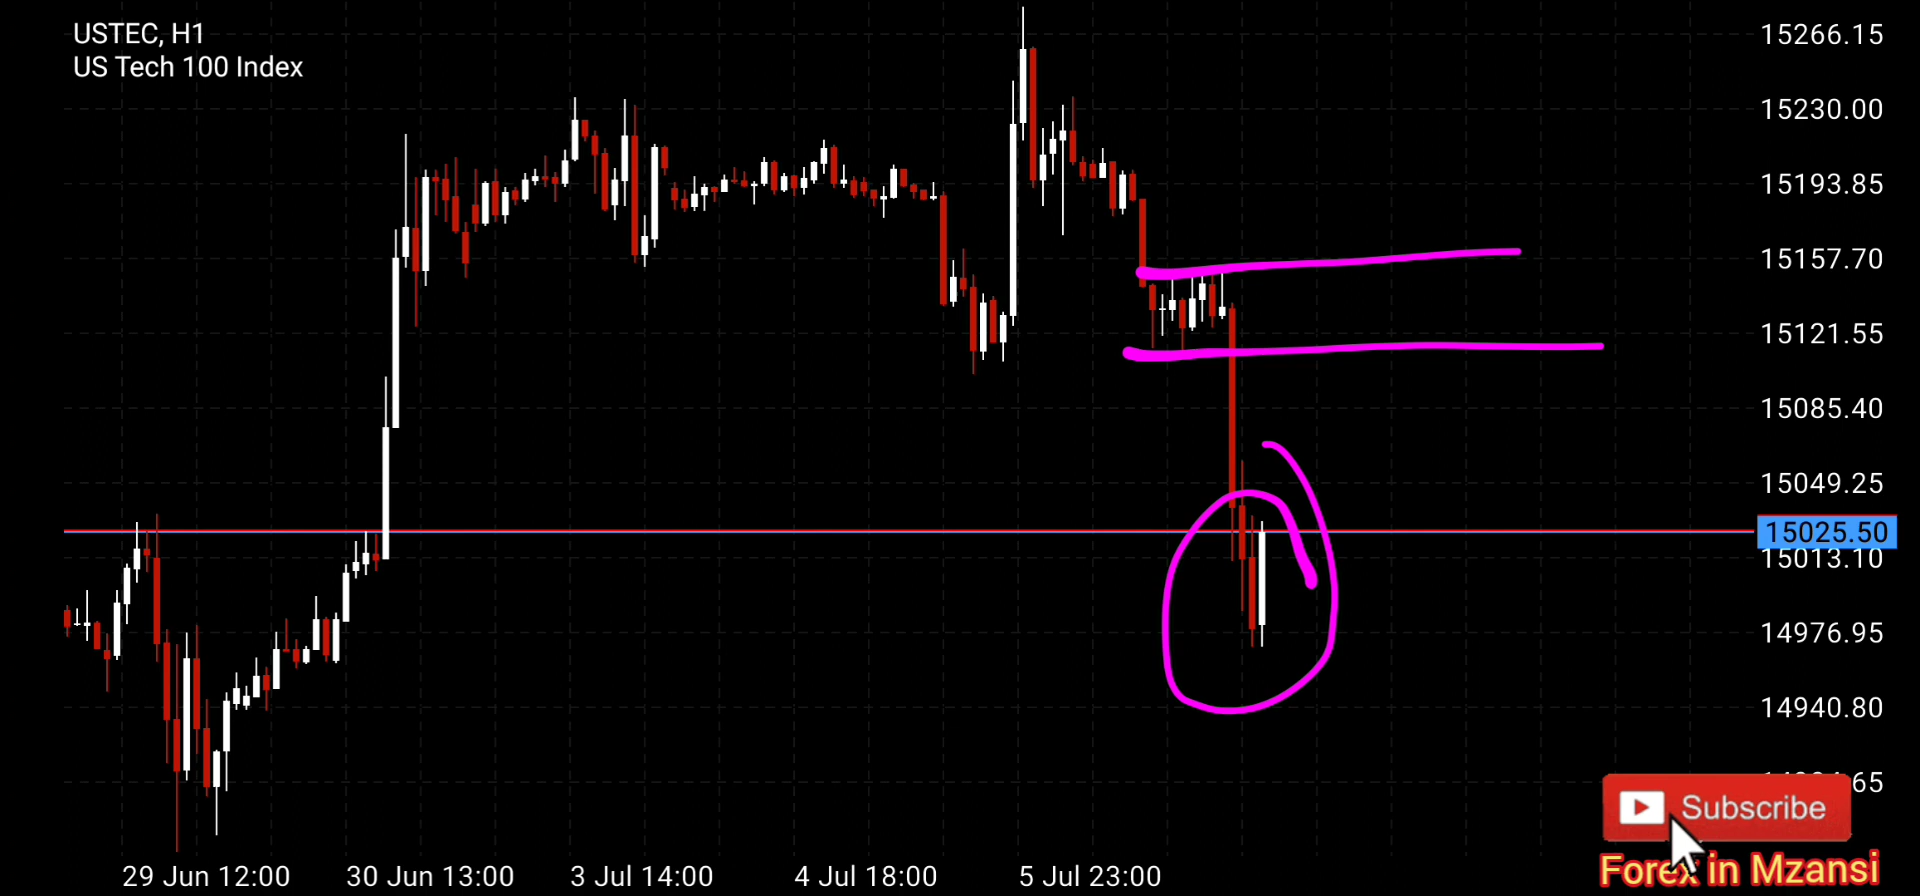 USTEC, H1
US Tech 100 Index
15266.15
15230.00
15193.85
15157.70
15121.55
15085.40
15049.25
15025.50
15013.10
14976.95
14940.80
65
Subscribe
Forex in Mzansi
29 Jun 12:00
30 Jun 13:00
3 Jul 14:00
4 Jul 18:00
5 Jul 23:00